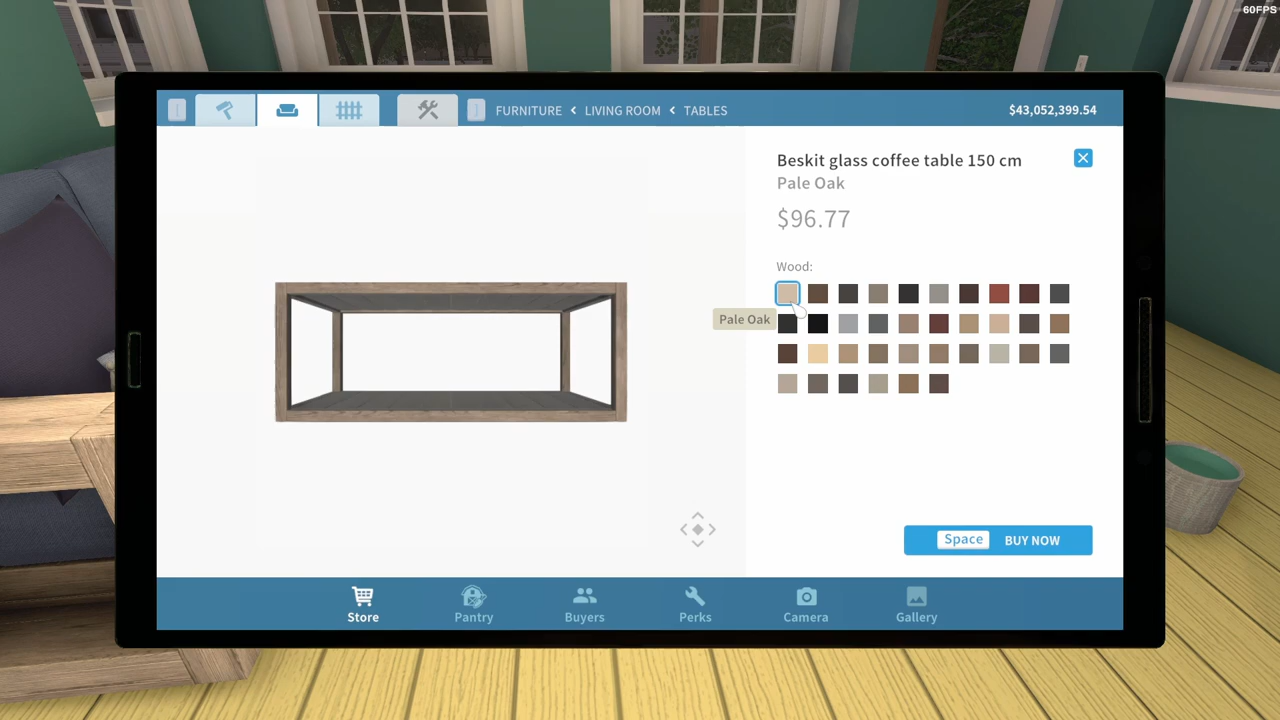 60FPS
FURNITURE < LIVING ROOM < TABLES
$43,052,399.54
Beskit glass coffee table 150 cm
Pale Oak
$96.77
Wood:
Pale Oak
Space BUY NOW
Store
Pantry
Buyers
Perks
Camera
Gallery